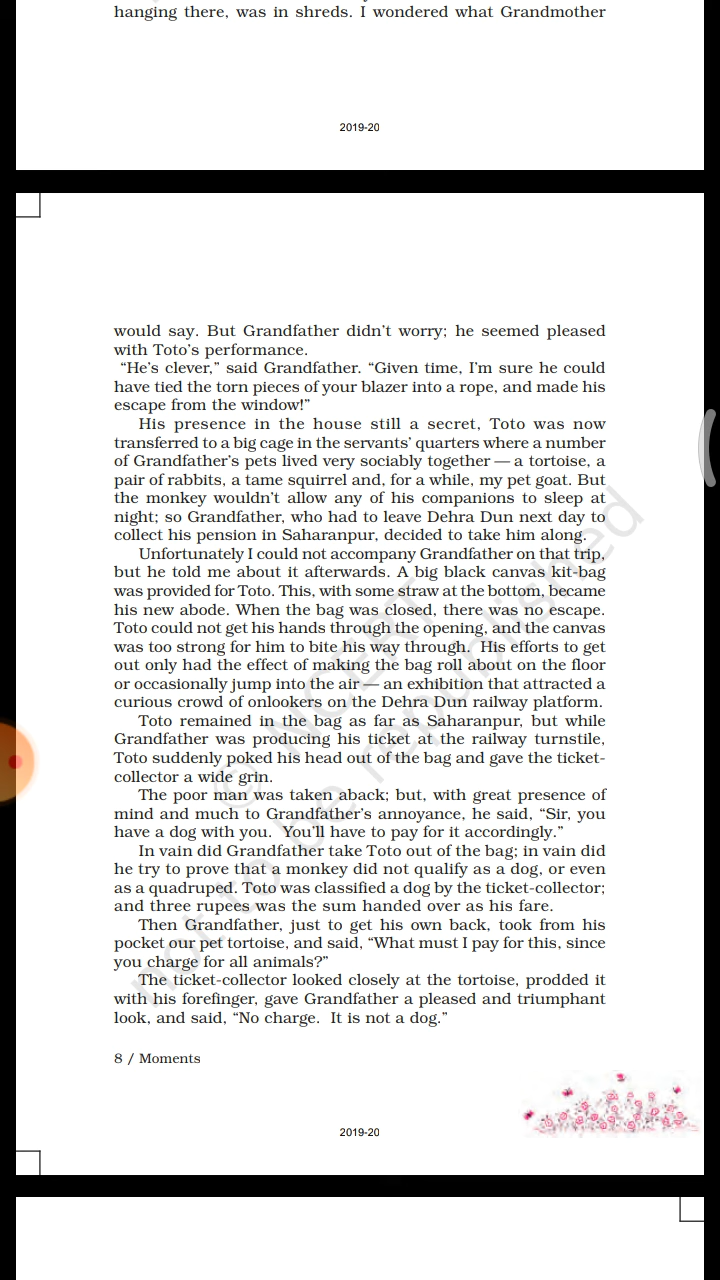 hanging there, was in shreds. I wondered what Grandmother
2019-20
would say. But Grandfather didn’t worry; he seemed pleased
with Toto’s performance.
“He’s clever,” said Grandfather. “Given time, I’m sure he could
have tied the torn pieces of your blazer into a rope, and made his
escape from the window!”
His presence in the house still a secret, Toto was now
transferred to a big cage in the servants’ quarters where a number
of Grandfather’s pets lived very sociably together — a tortoise, a
pair of rabbits, a tame squirrel and, for a while, my pet goat. But
the monkey wouldn’t allow any of his companions to sleep at
night; so Grandfather, who had to leave Dehra Dun next day to
collect his pension in Saharanpur, decided to take him along.
Unfortunately I could not accompany Grandfather on that trip,
but he told me about it afterwards. A big black canvas kit-bag
was provided for Toto. This, with some straw at the bottom, became
his new abode. When the bag was closed, there was no escape.
Toto could not get his hands through the opening, and the canvas
was too strong for him to bite his way through. His efforts to get
out only had the effect of making the bag roll about on the floor
or occasionally jump into the air — an exhibition that attracted a
curious crowd of onlookers on the Dehra Dun railway platform.
Toto remained in the bag as far as Saharanpur, but while
Grandfather was producing his ticket at the railway turnstile,
Toto suddenly poked his head out of the bag and gave the ticket-
collector a wide grin.
The poor man was taken aback; but, with great presence of
mind and much to Grandfather’s annoyance, he said, “Sir, you
have a dog with you. You’ll have to pay for it accordingly.”
In vain did Grandfather take Toto out of the bag; in vain did
he try to prove that a monkey did not qualify as a dog, or even
as a quadruped. Toto was classified a dog by the ticket-collector;
and three rupees was the sum handed over as his fare.
Then Grandfather, just to get his own back, took from his
pocket our pet tortoise, and said, “What must I pay for this, since
you charge for all animals?”
The ticket-collector looked closely at the tortoise, prodded it
with his forefinger, gave Grandfather a pleased and triumphant
look, and said, “No charge. It is not a dog.”
8 / Moments
2019-20
© NCERT
not to be republished